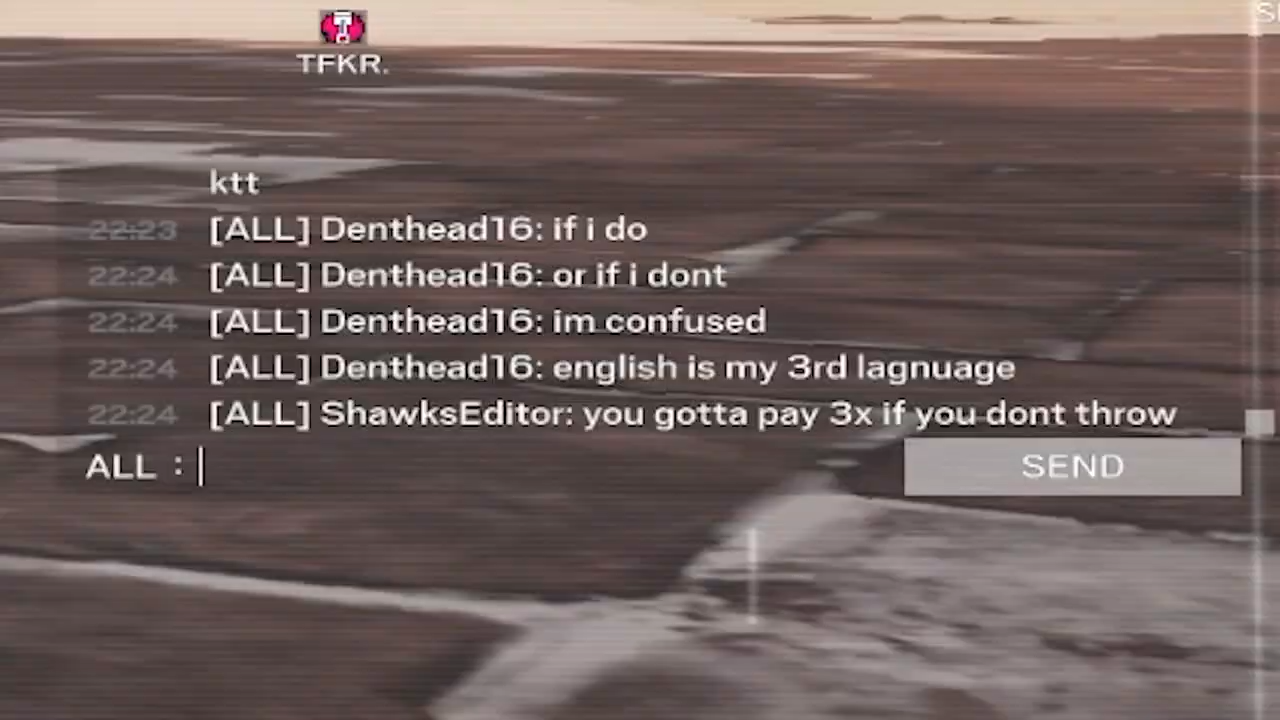 TFKR.
ktt
22:23 [ALL] Denthead16: if i do
22:24 [ALL] Denthead16: or if i dont
22:24 [ALL] Denthead16: im confused
22:24 [ALL] Denthead16: english is my 3rd lagnuage
22:24 [ALL] ShawksEditor: you gotta pay 3x if you dont throw
ALL : SEND